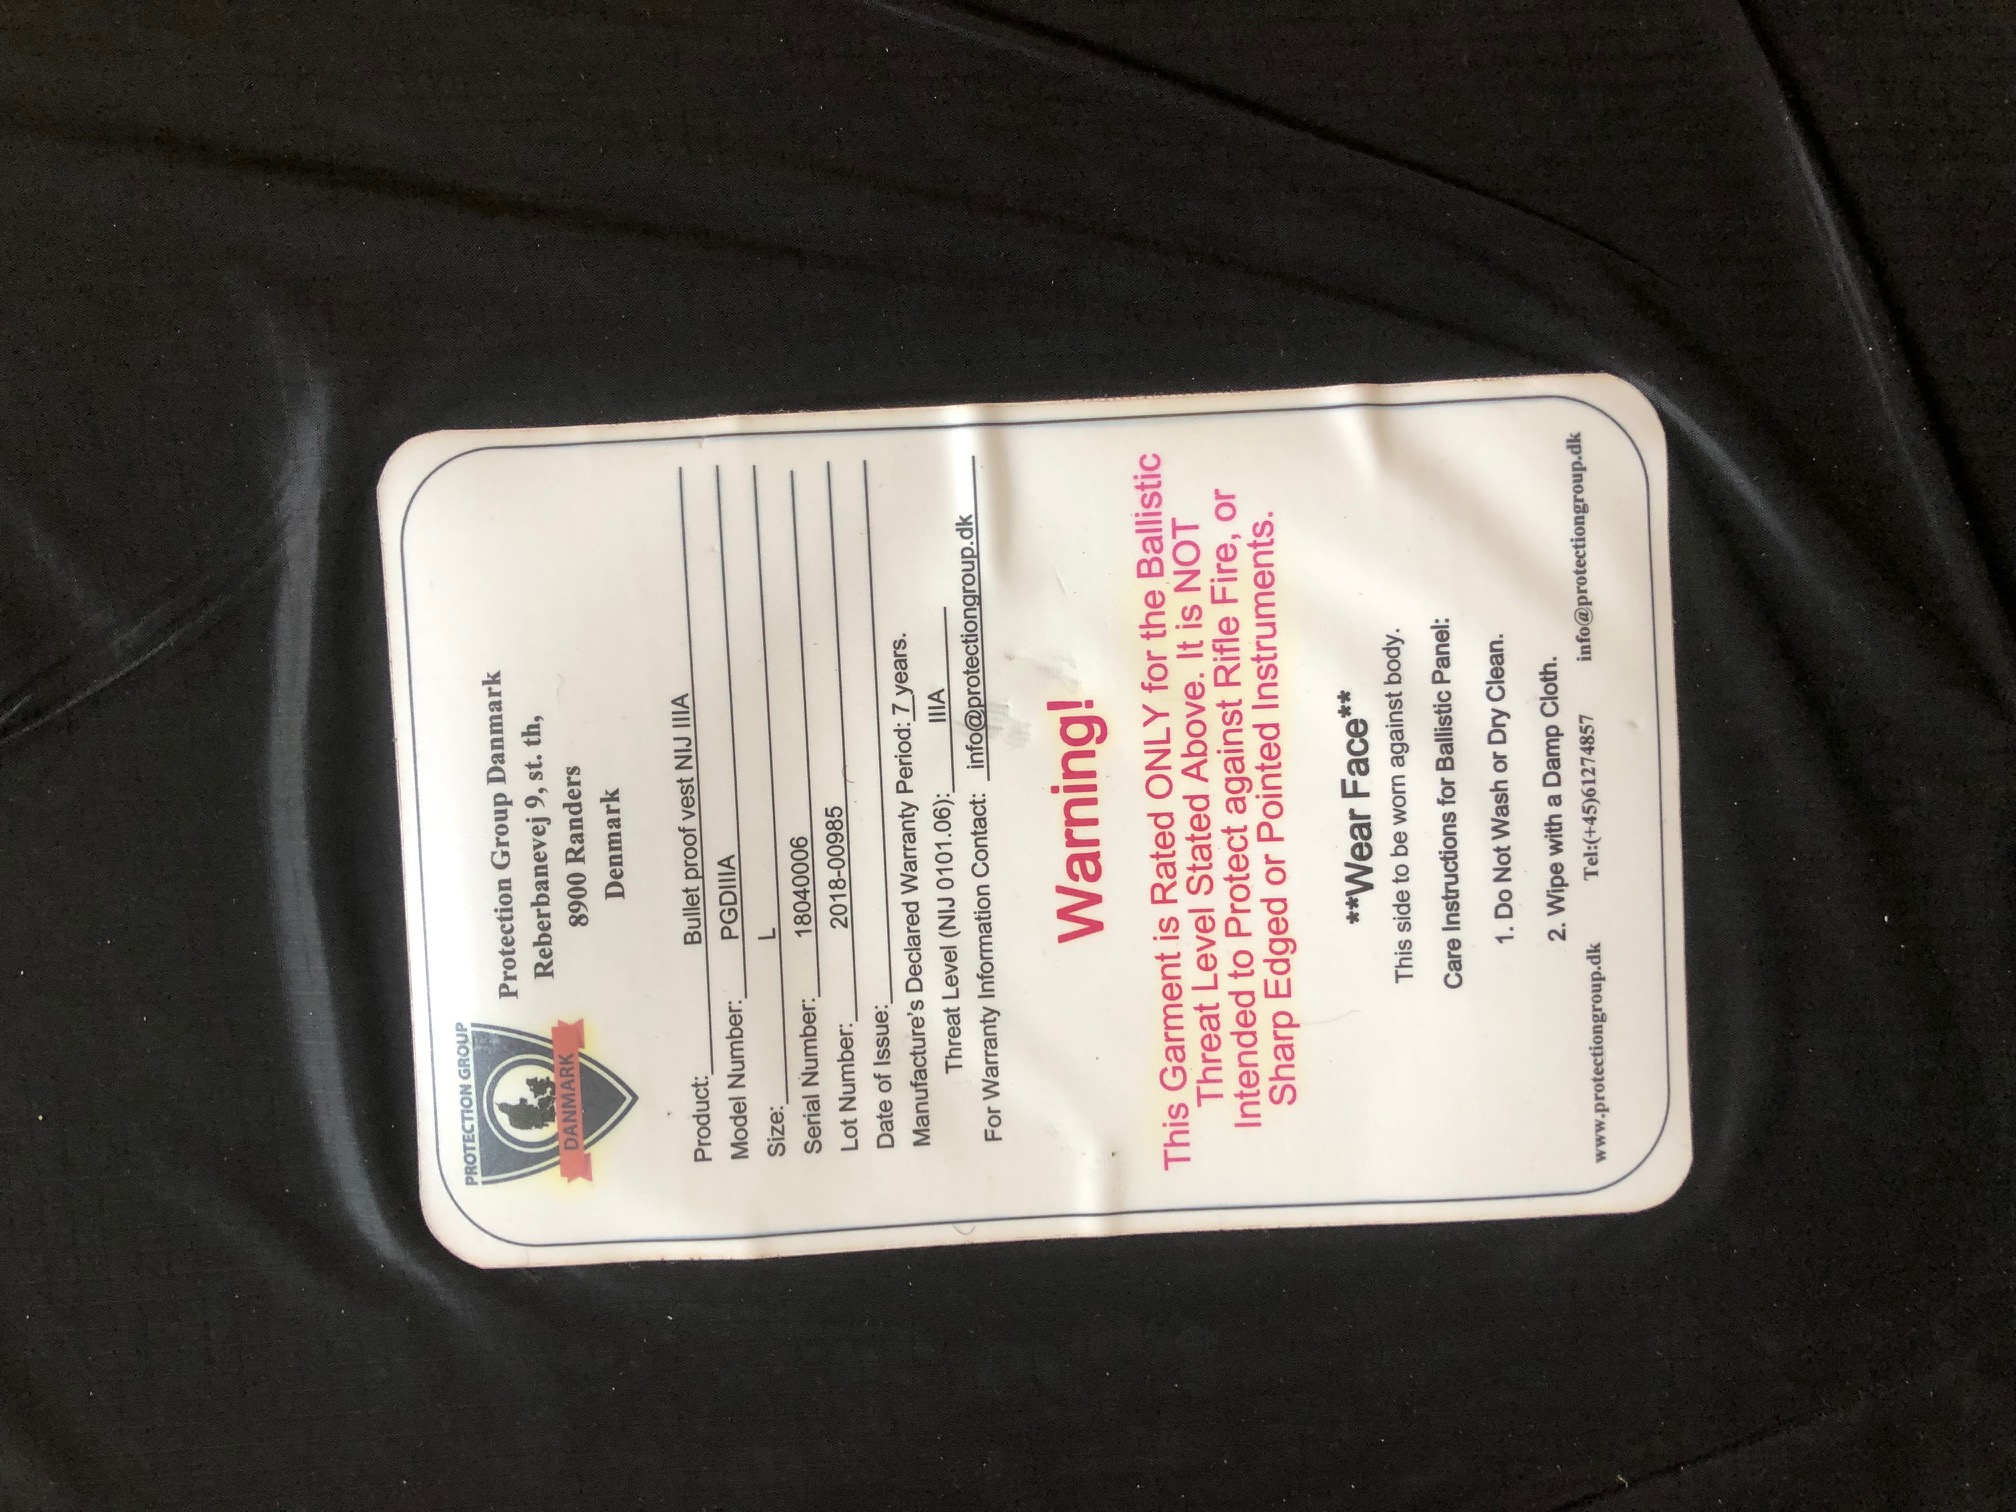 PROTECTION GROUP
DANMARK
Protection Group Danmark
Reberbanevej 9, st. th,
8900 Randers
Denmark
Product: Bullet proof vest NIJ IIIA
Model Number: PGDIIIA
Size: L
Serial Number: 18040006
Lot Number: 2018-00985
Date of Issue:
Manufacture's Declared Warranty Period: 7 years.
Threat Level (NIJ 0101.06): IIIA
For Warranty Information Contact: info@protectiongroup.dk
Warning!
This Garment is Rated ONLY for the Ballistic
Threat Level Stated Above. It is NOT
Intended to Protect against Rifle Fire, or
Sharp Edged or Pointed Instruments.
**Wear Face**
This side to be worn against body.
Care Instructions for Ballistic Panel:
1. Do Not Wash or Dry Clean.
2. Wipe with a Damp Cloth.
www.protectiongroup.dk Tel:(+45)61274857 info@protectiongroup.dk